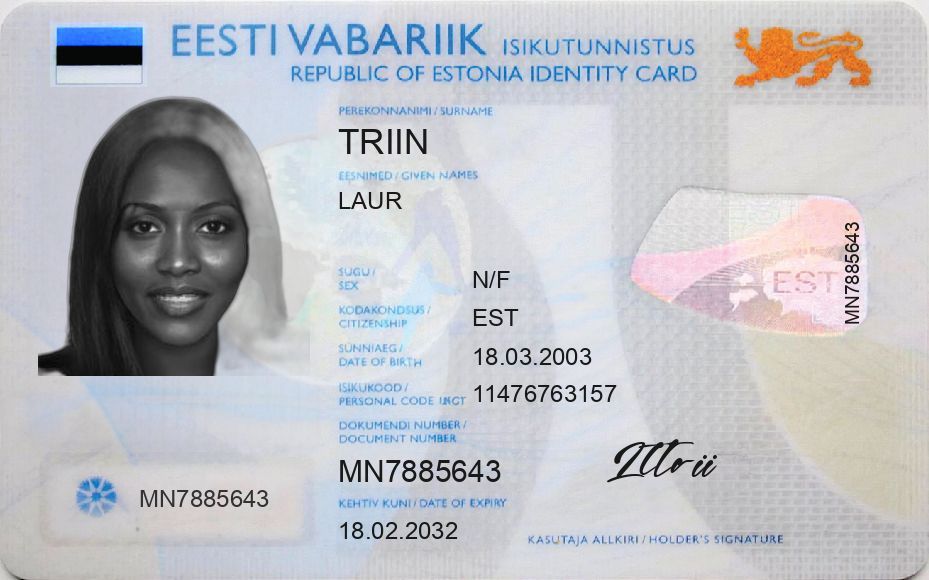 EESTI VABARIIK ISIKUTUNNISTUS
REPUBLIC OF ESTONIA IDENTITY CARD
PEREKONNANIMI / SURNAME
TRIIN
EESNIMED / GIVEN NAMES
LAUR
SUGU /
SEX
N/F
KODAKONDSUS /
CITIZENSHIP
EST
SÜNNIAEG /
DATE OF BIRTH
18.03.2003
ISIKUKOOD /
PERSONAL CODE
11476763157
DOKUMENDI NUMBER /
DOCUMENT NUMBER
MN7885643
KEHTIV KUNI / DATE OF EXPIRY
18.02.2032
MN7885643
EST
MN7885643
KASUTAJA ALLKIRI / HOLDER'S SIGNATURE